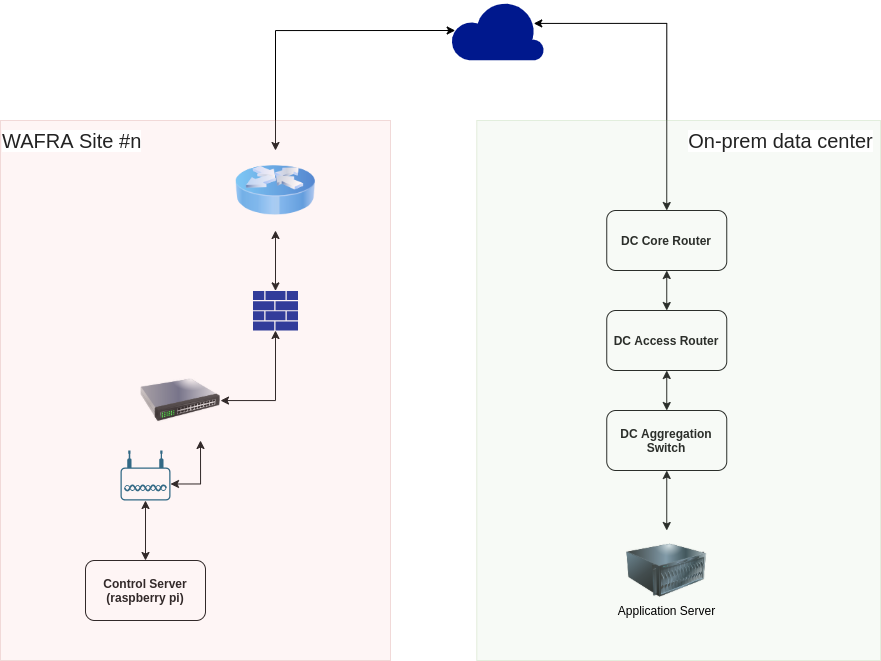 WAFRA Site #n
On-prem data center
DC Core Router
DC Access Router
DC Aggregation
Switch
Control Server
(raspberry pi)
Application Server